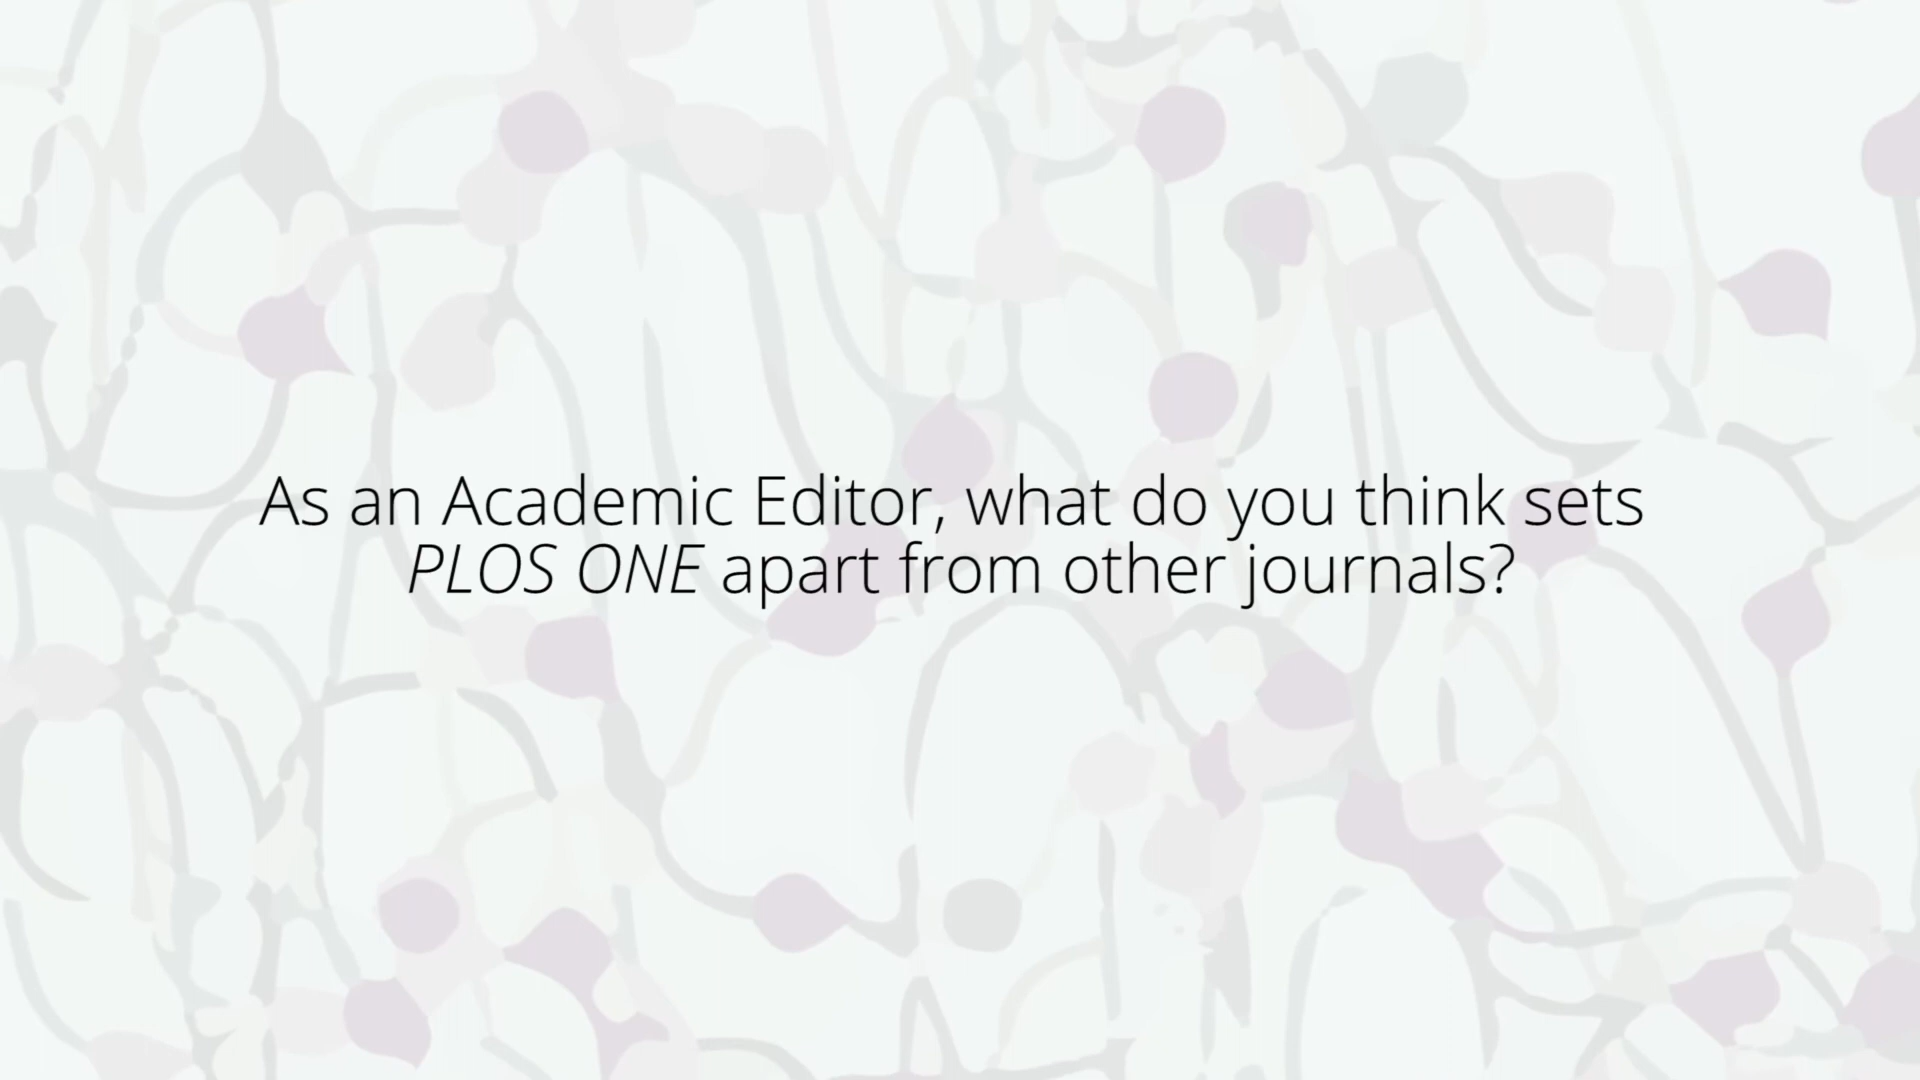 As an Academic Editor, what do you think sets
PLOS ONE apart from other journals?